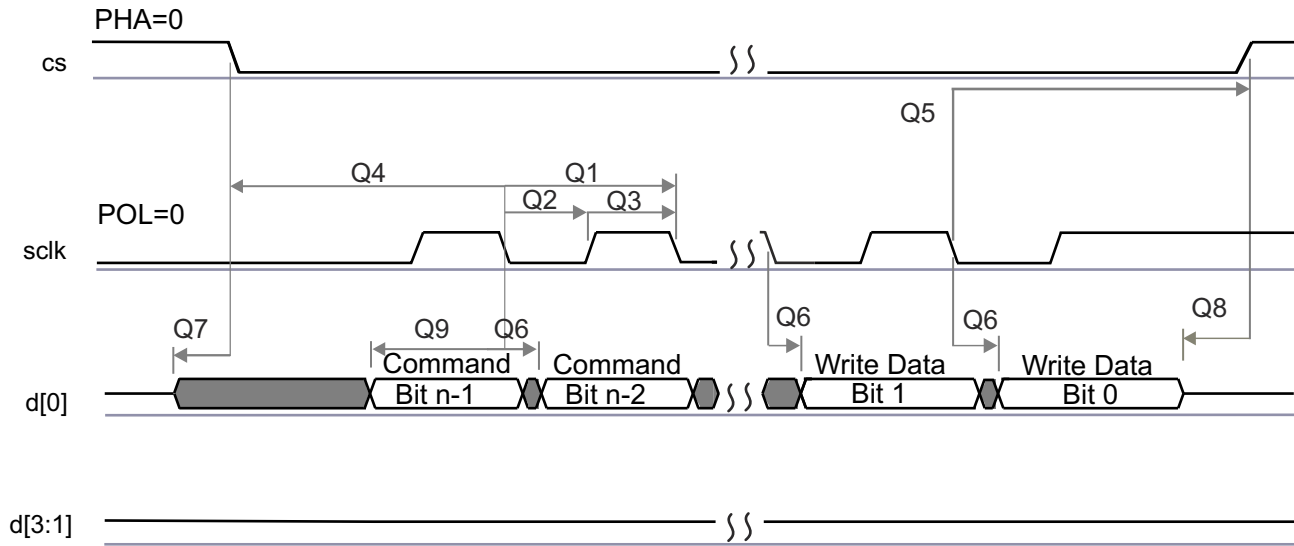 PHA=0
cs
Q5
Q4 Q1
Q2 Q3
POL=0
sclk
Q7 Q9 Q6 Q6 Q6 Q8
Command Command Write Data Write Data
d[0] Bit n-1 Bit n-2 Bit 1 Bit 0
d[3:1]